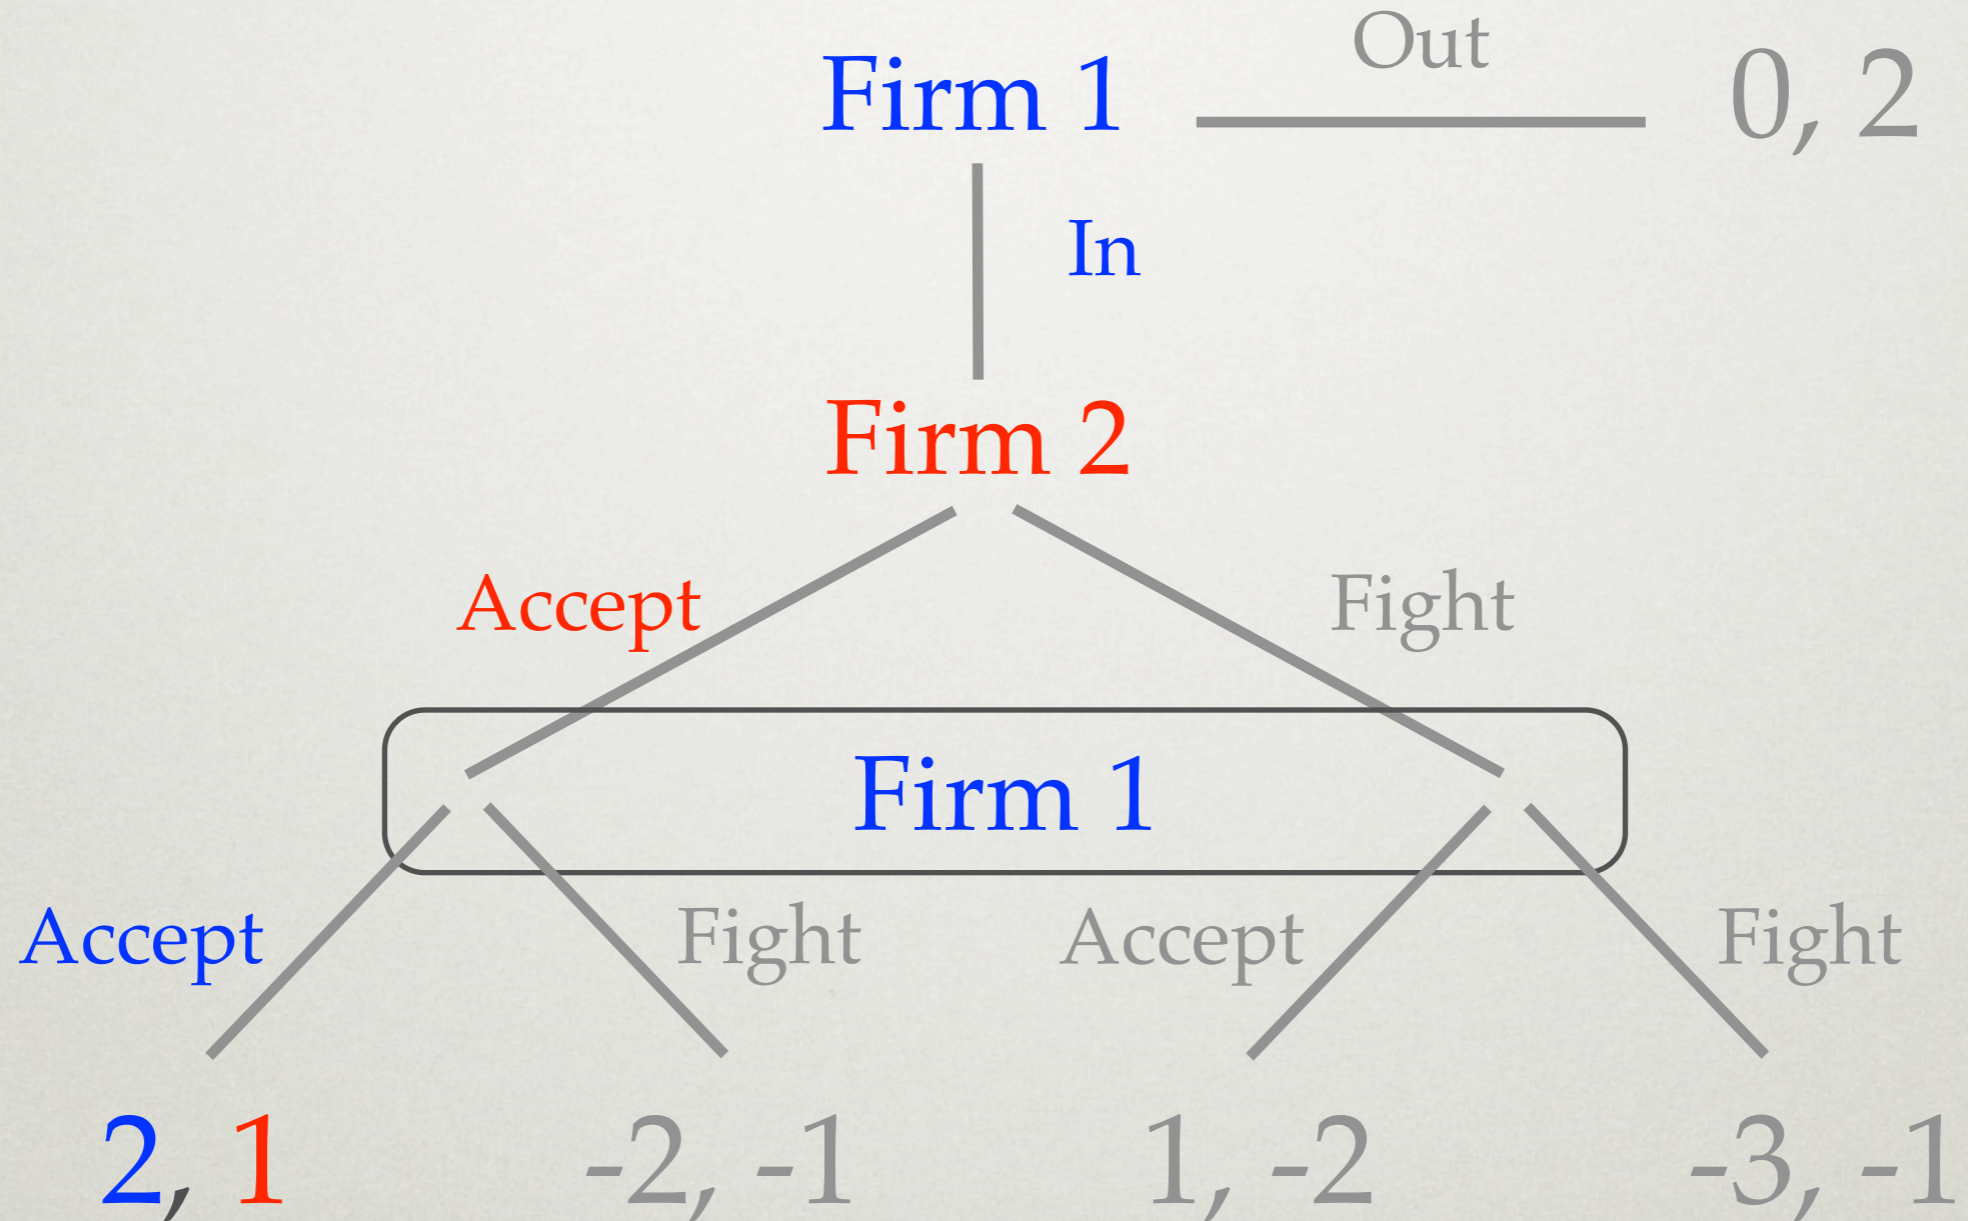 Out
Firm 1 0, 2
In
Firm 2
Accept Fight
Firm 1
Accept Fight Accept Fight
2, 1 -2, -1 1, -2 -3, -1